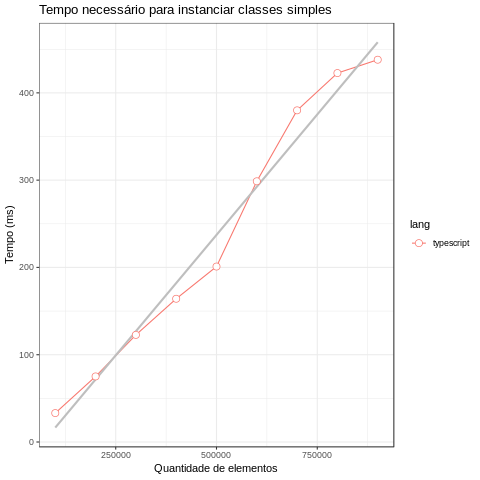 Tempo necessário para instanciar classes simples
Tempo (ms)
400
300
200
100
0
250000
500000
750000
Quantidade de elementos
lang
typescript